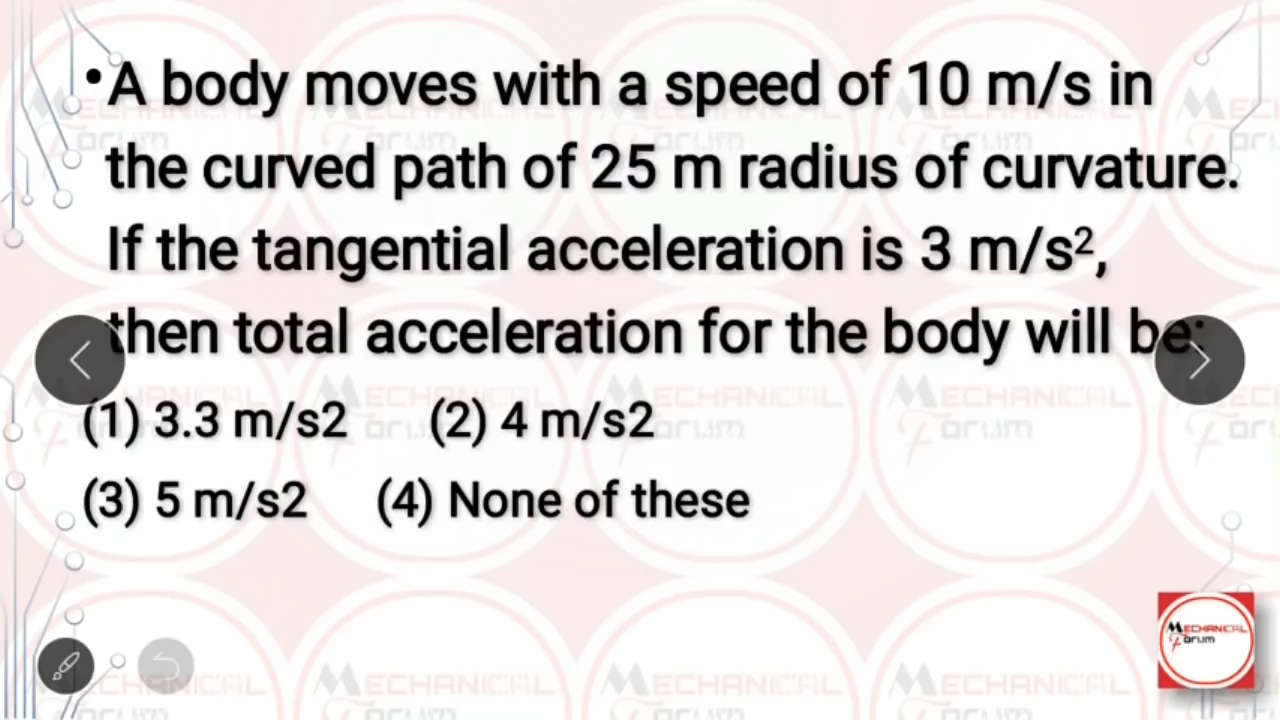 •A body moves with a speed of 10 m/s in
the curved path of 25 m radius of curvature.
If the tangential acceleration is 3 m/s²,
then total acceleration for the body will be:
(1) 3.3 m/s2 (2) 4 m/s2
(3) 5 m/s2 (4) None of these
MECHANICAL
Forum